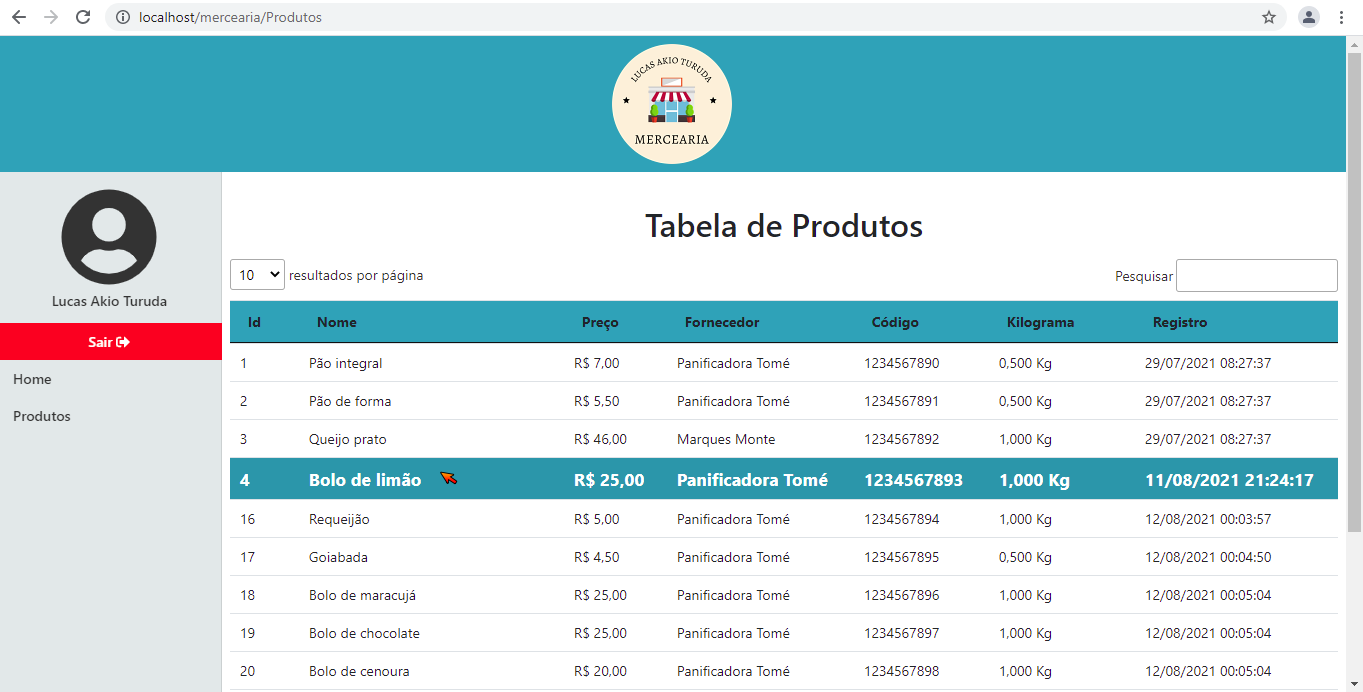 localhost/mercearia/Produtos
LUCAS AKIO TURUDA
MERCEARIA
Lucas Akio Turuda
Sair
Home
Produtos
Tabela de Produtos
10 resultados por página
Pesquisar
Id Nome Preço Fornecedor Código Kilograma Registro
1 Pão integral R$ 7,00 Panificadora Tomé 1234567890 0,500 Kg 29/07/2021 08:27:37
2 Pão de forma R$ 5,50 Panificadora Tomé 1234567891 0,500 Kg 29/07/2021 08:27:37
3 Queijo prato R$ 46,00 Marques Monte 1234567892 1,000 Kg 29/07/2021 08:27:37
4 Bolo de limão R$ 25,00 Panificadora Tomé 1234567893 1,000 Kg 11/08/2021 21:24:17
16 Requeijão R$ 5,00 Panificadora Tomé 1234567894 1,000 Kg 12/08/2021 00:03:57
17 Goiabada R$ 4,50 Panificadora Tomé 1234567895 0,500 Kg 12/08/2021 00:04:50
18 Bolo de maracujá R$ 25,00 Panificadora Tomé 1234567896 1,000 Kg 12/08/2021 00:05:04
19 Bolo de chocolate R$ 25,00 Panificadora Tomé 1234567897 1,000 Kg 12/08/2021 00:05:04
20 Bolo de cenoura R$ 20,00 Panificadora Tomé 1234567898 1,000 Kg 12/08/2021 00:05:04